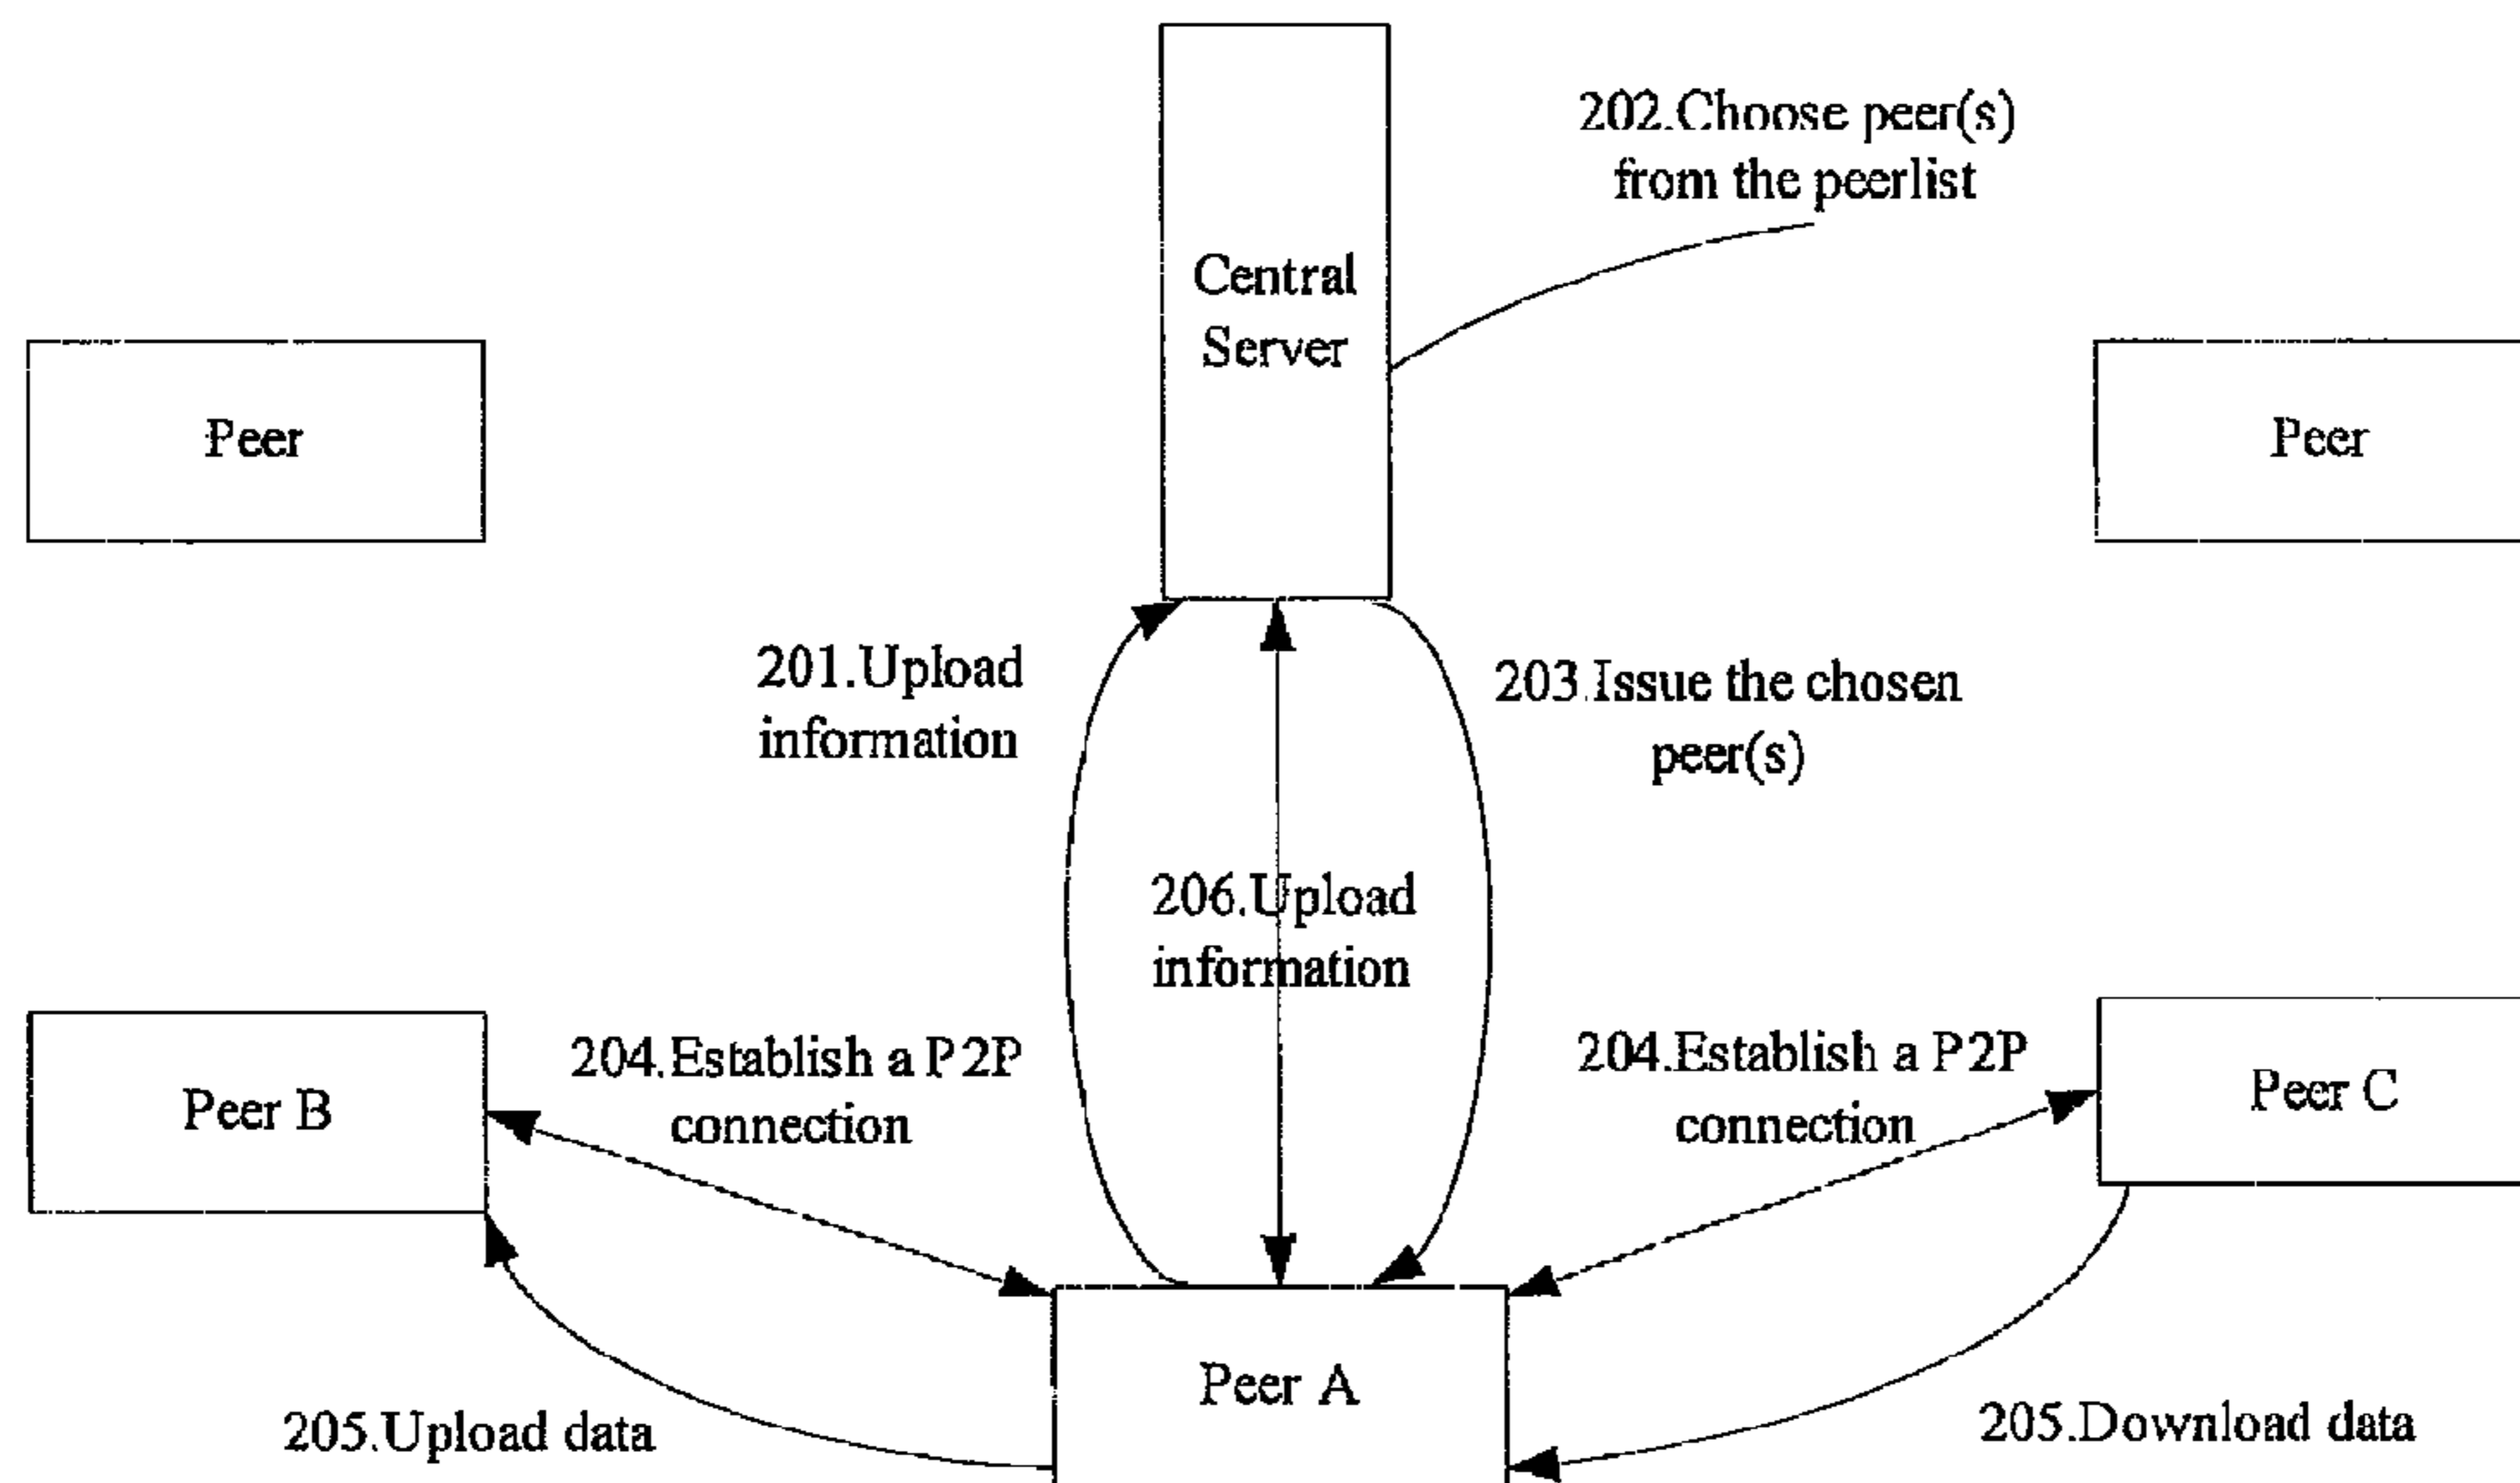 202.Choose peer(s)
from the peerlist
Central
Server
Peer
Peer
201.Upload
information
203.Issue the chosen
peer(s)
206.Upload
information
204.Establish a P2P
connection
204.Establish a P2P
connection
Peer B
Peer C
Peer A
205.Upload data
205.Download data